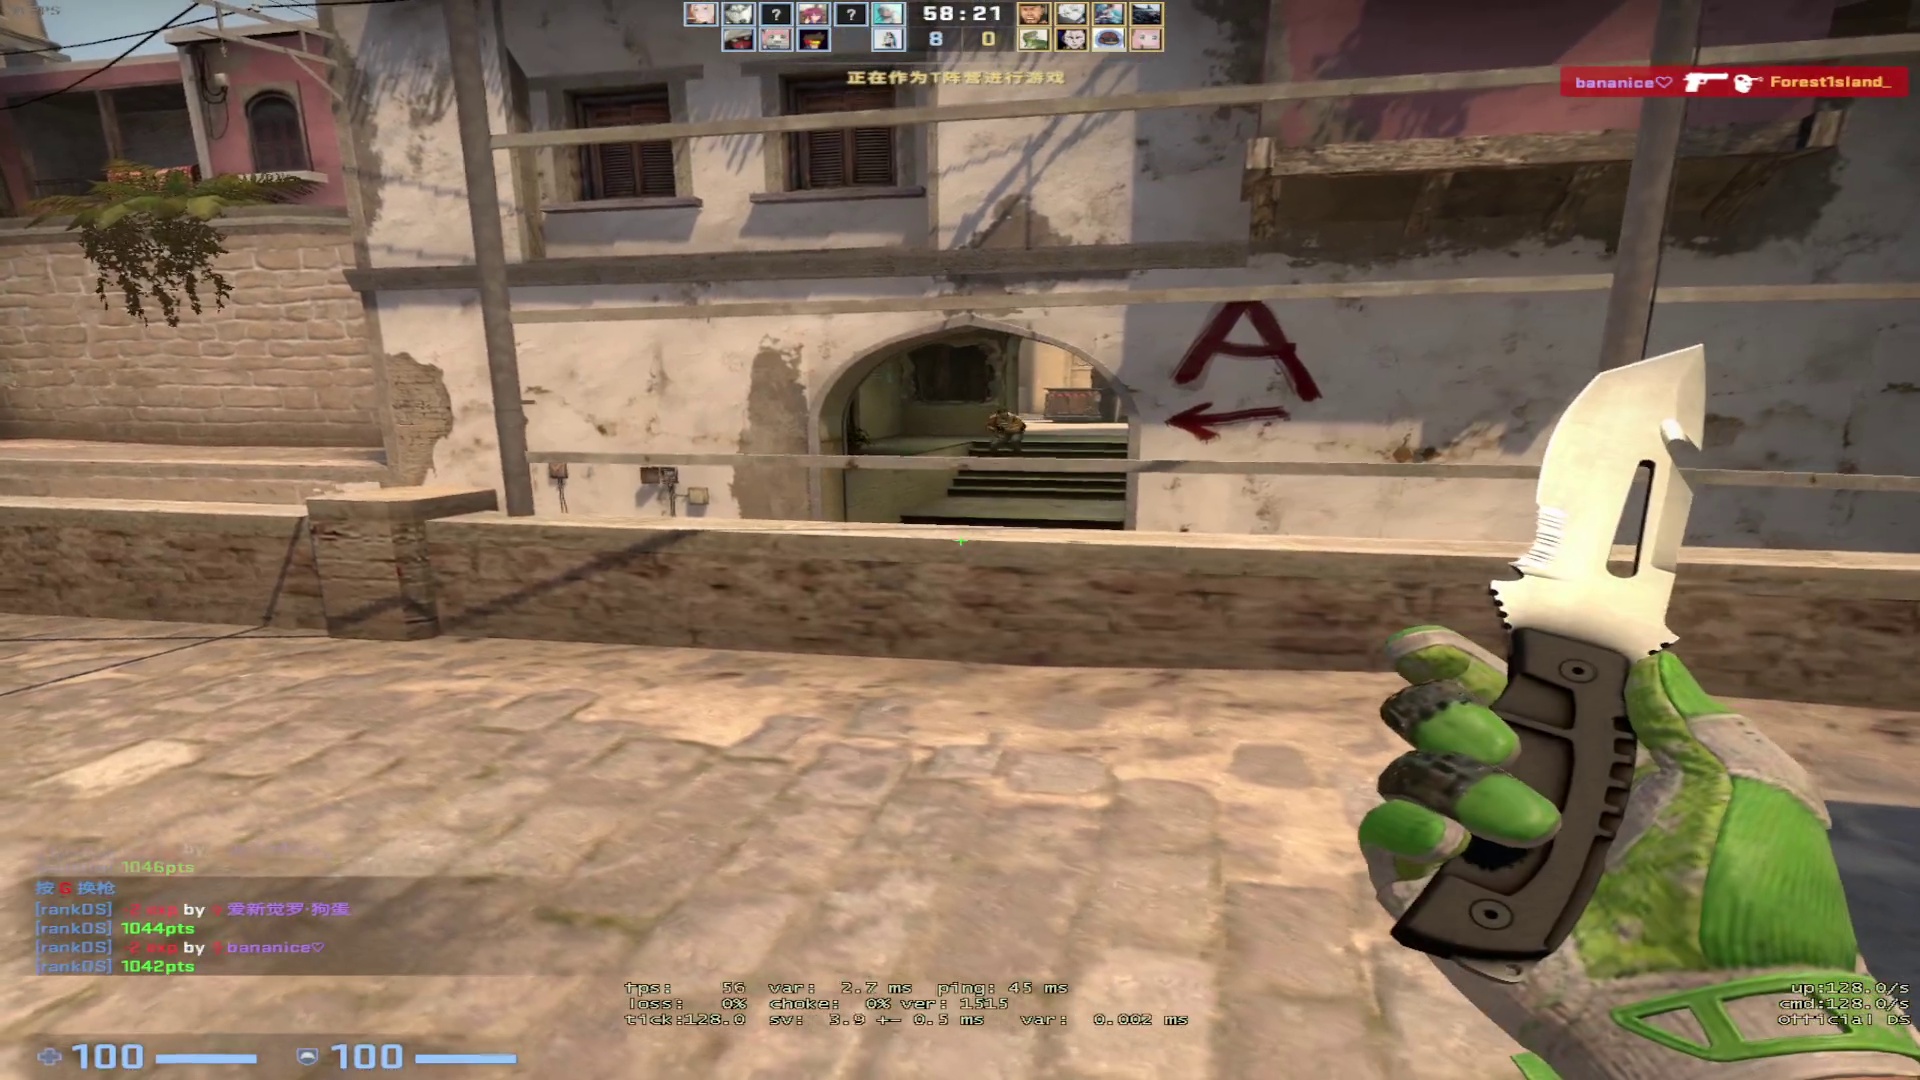 58:21
8 0
? ?
正在作为T阵营进行游戏
bananice♡ Forest1sland_
A
by
1046pts
按 G 换枪
[rankDS] by 爱新觉罗·狗蛋
[rankDS] 1044pts
[rankDS] by bananice♡
[rankDS] 1042pts
fps: 56 var: 2.7 ms ping: 45 ms
loss: 0% choke: 0% ver: 1515
tick:128.0 sv: 3.9 +- 0.5 ms var: 0.002 ms
up:128.0/s
cmd:128.0/s
Official DS
100 100